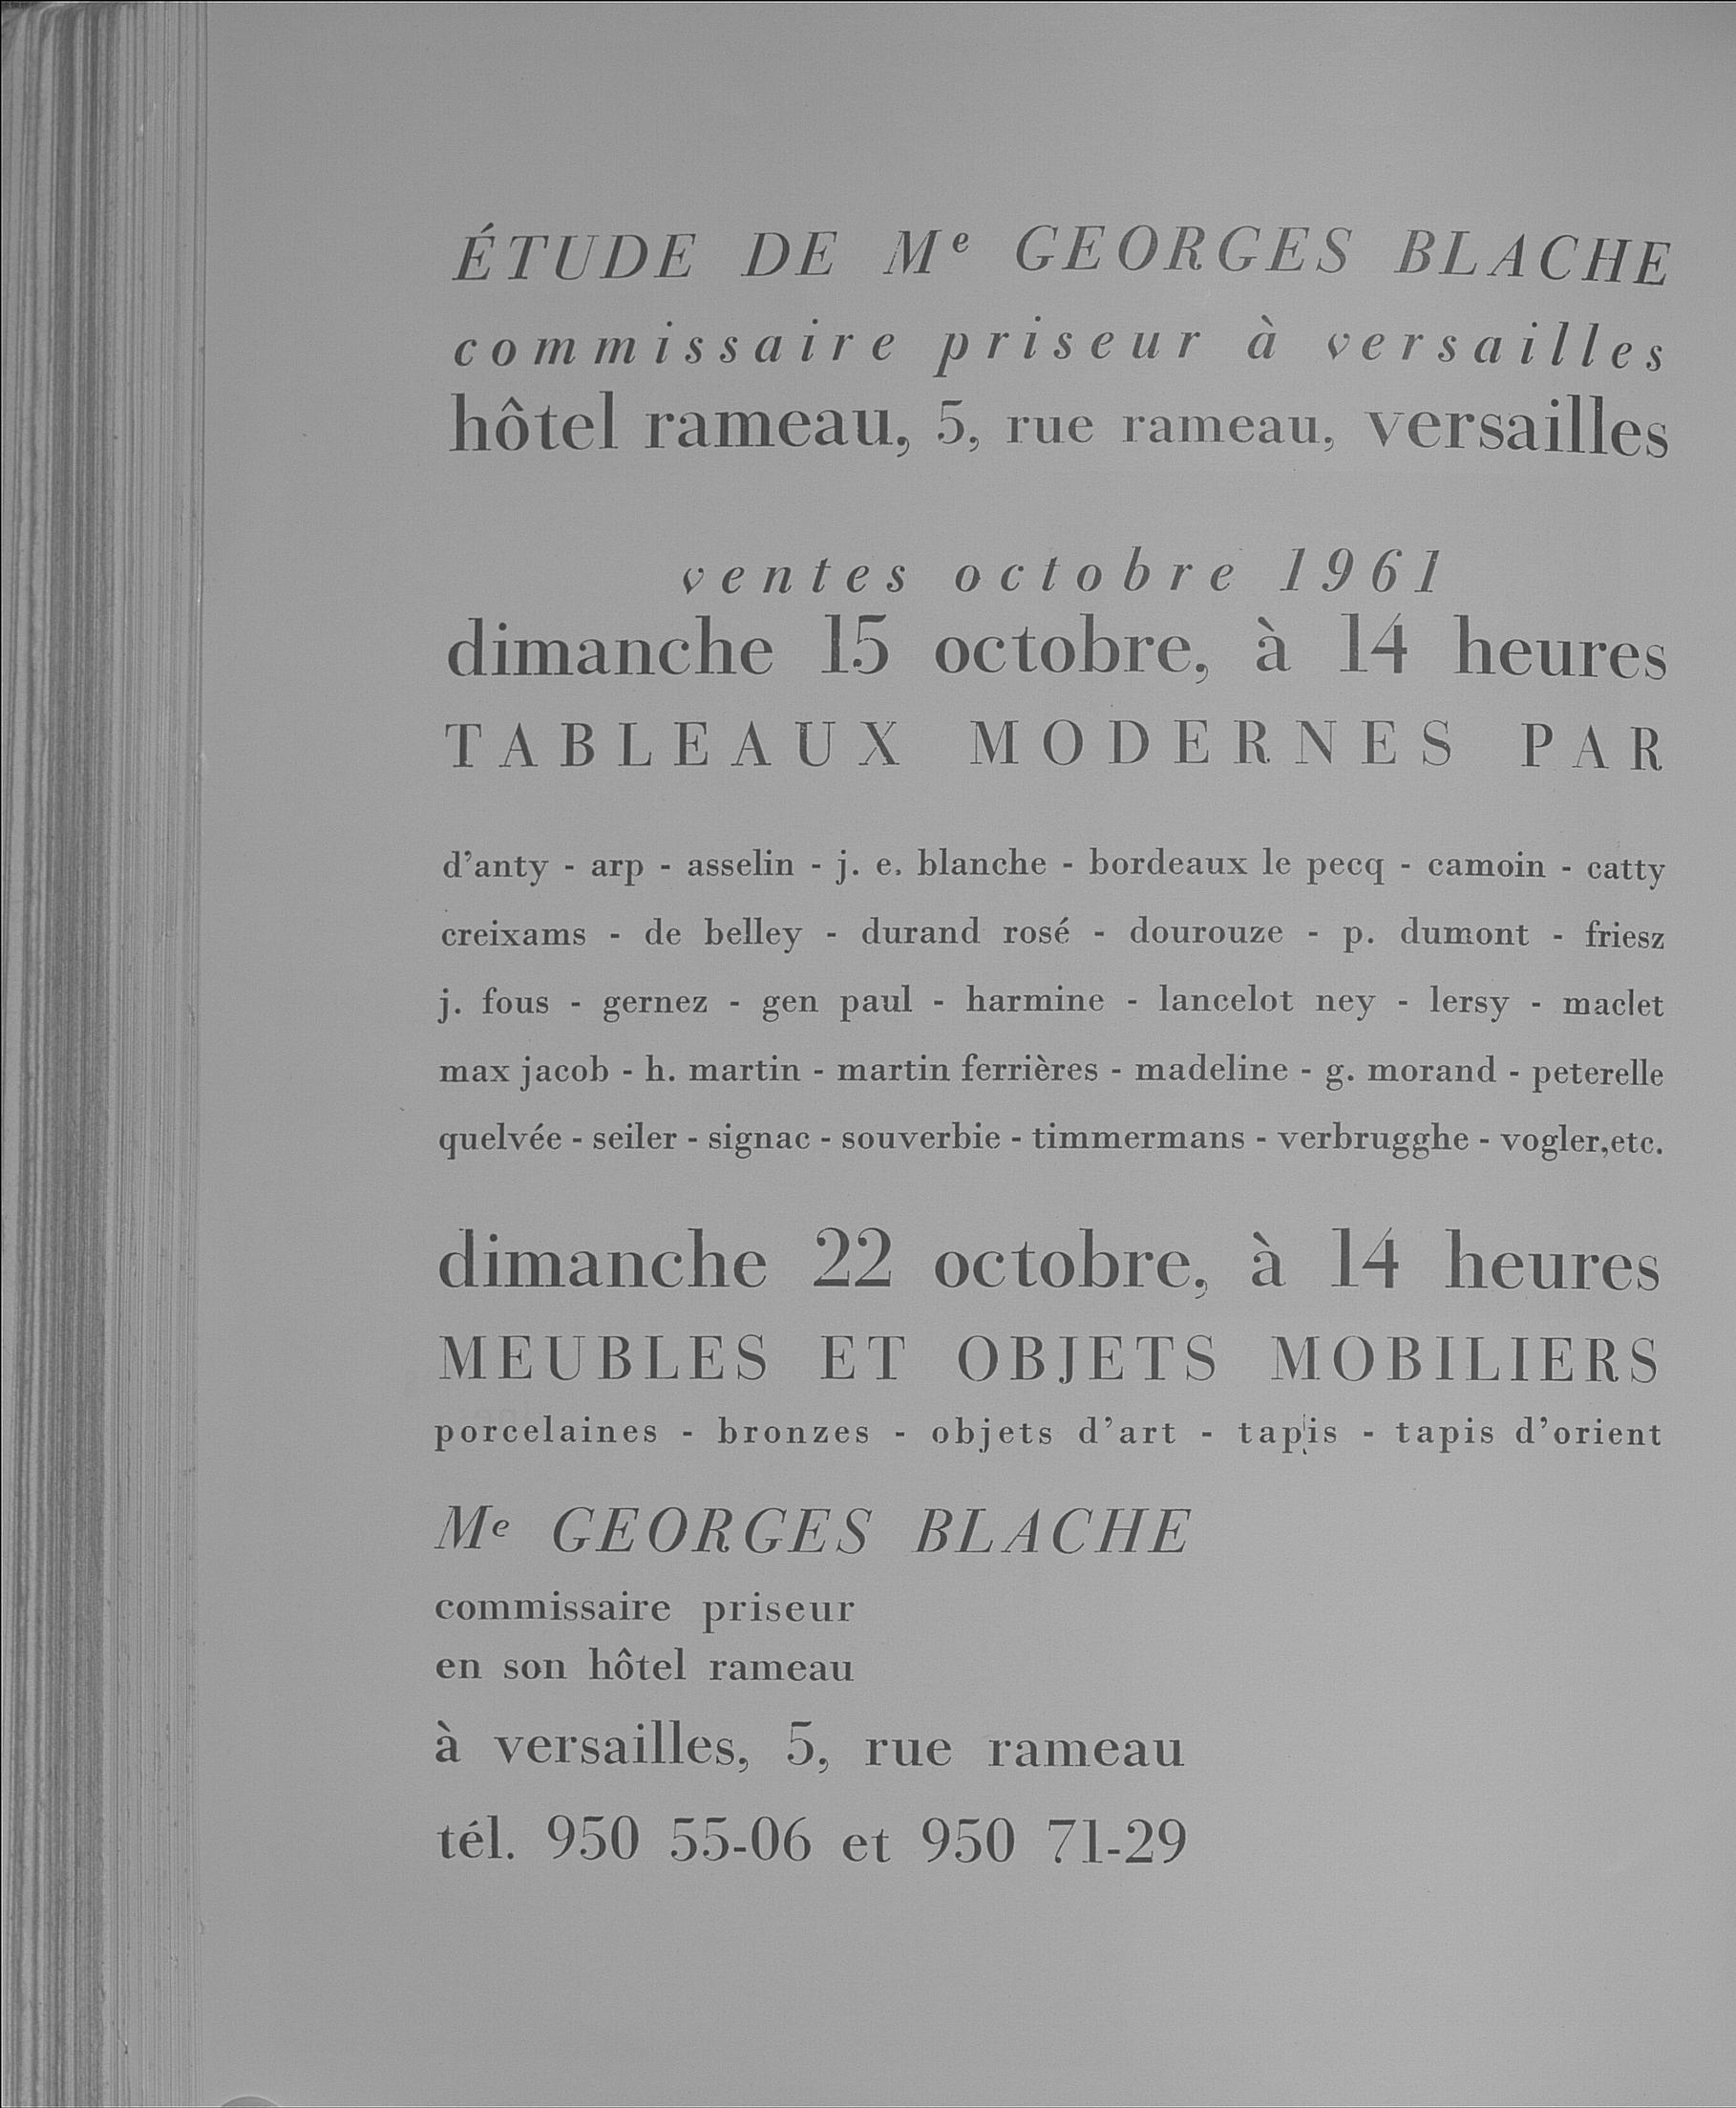 ÉTUDE DE Me GEORGES BLACHE
commissaire priseur à versailles
hôtel rameau, 5, rue rameau, versailles
ventes octobre 1961
dimanche 15 octobre, à 14 heures
TABLEAUX MODERNES PAR
d'anty - arp - asselin - j. e. blanche - bordeaux le pecq - camoin - catty
creixams - de belley - durand rosé - dourouze - p. dumont - friesz
j. fous - gernez - gen paul - harmine - lancelot ney - lersy - maclet
max jacob - h. martin - martin ferrières - madeline - g. morand - peterelle
quelvée - seiler - signac - souverbie - timmermans - verbrugghe - vogler,etc.
dimanche 22 octobre, à 14 heures
MEUBLES ET OBJETS MOBILIERS
porcelaines - bronzes - objets d'art - tapis - tapis d'orient
Me GEORGES BLACHE
commissaire priseur
en son hôtel rameau
à versailles, 5, rue rameau
tél. 950 55-06 et 950 71-29